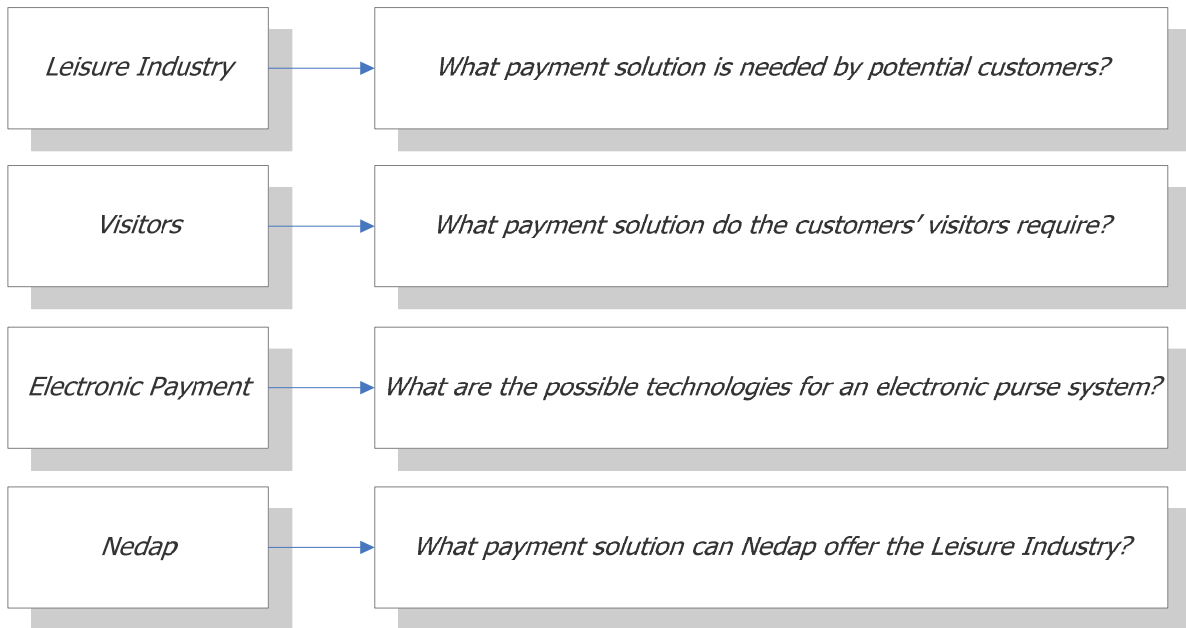 Leisure Industry
What payment solution is needed by potential customers?
Visitors
What payment solution do the customers’ visitors require?
Electronic Payment
What are the possible technologies for an electronic purse system?
Nedap
What payment solution can Nedap offer the Leisure Industry?